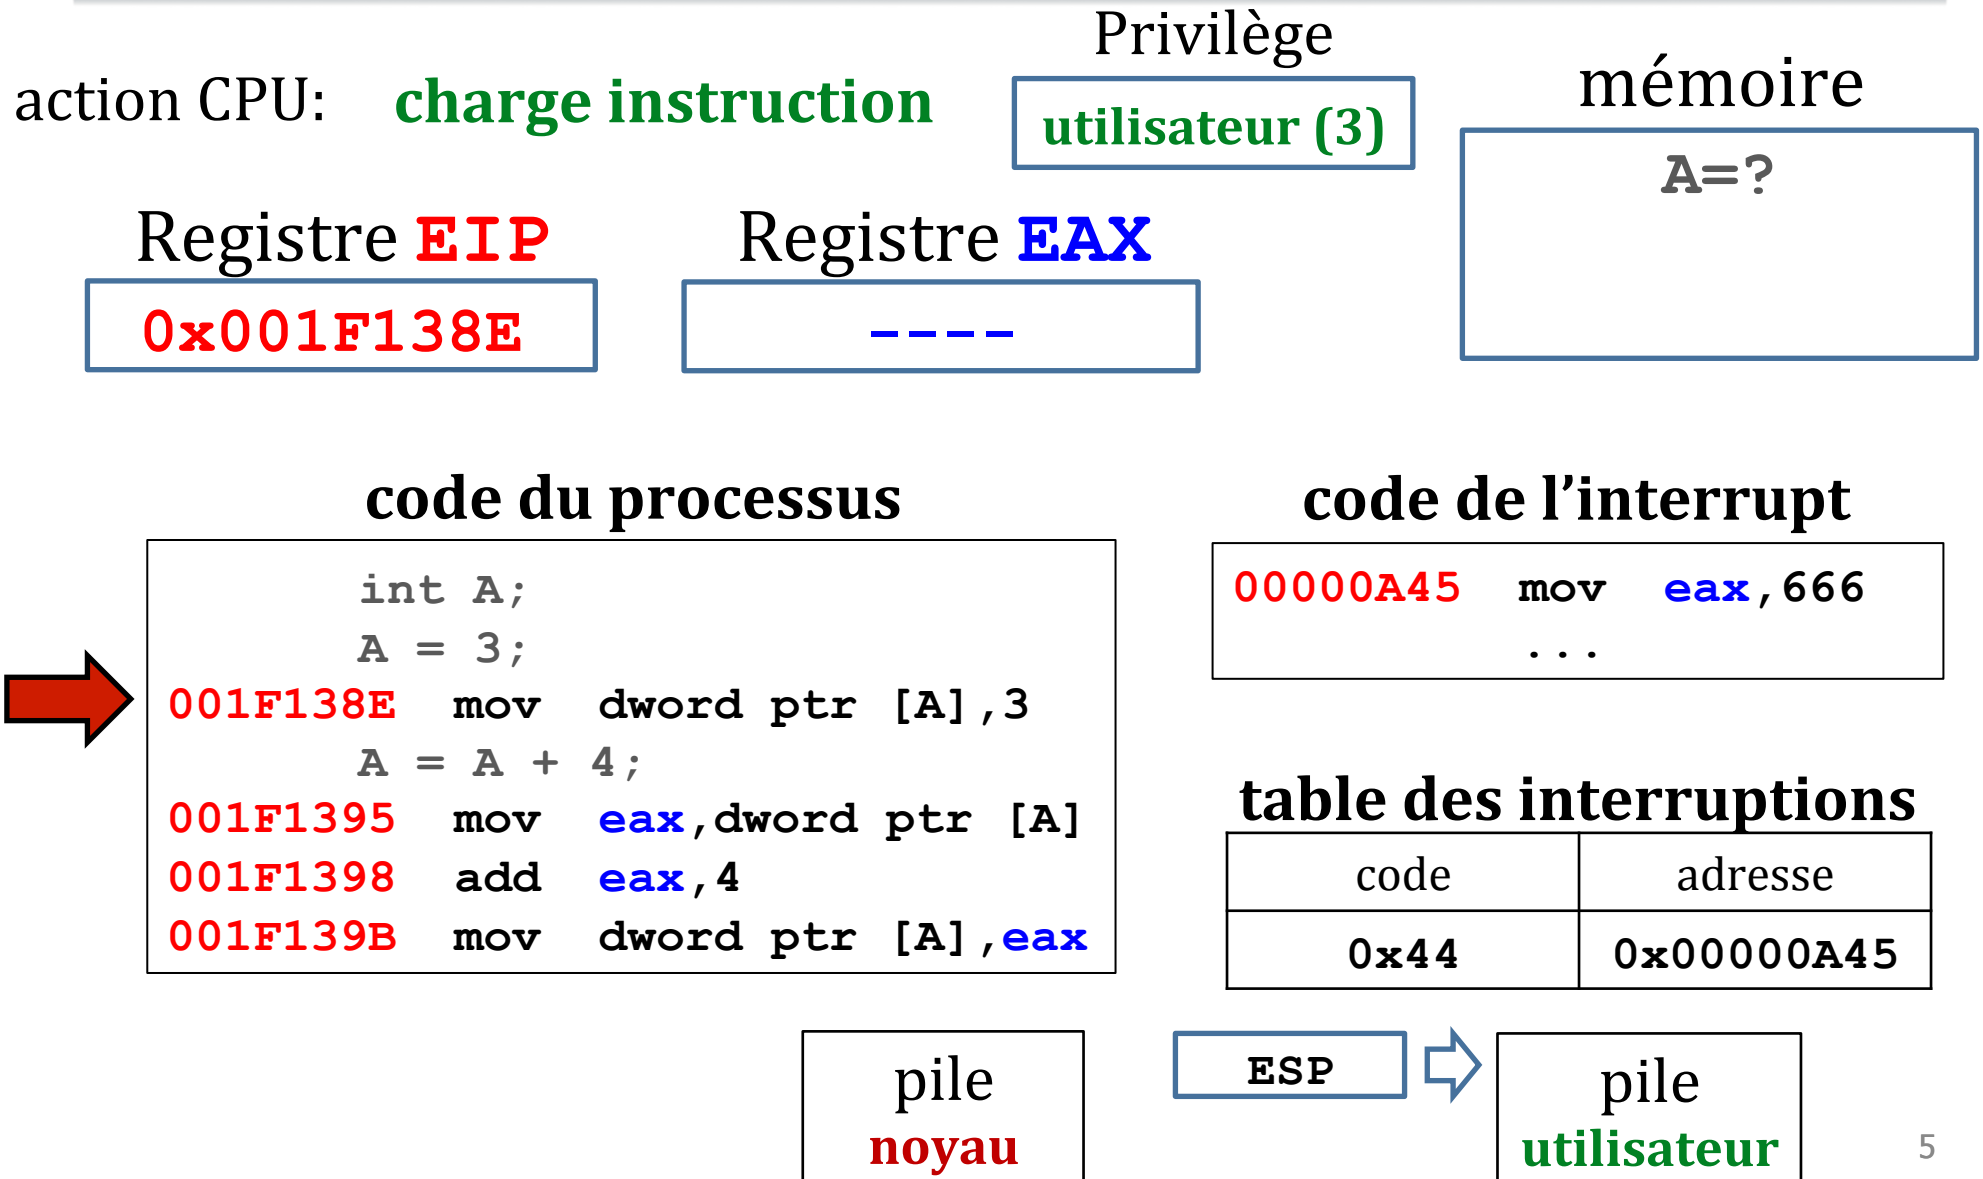 Privilège
action CPU: charge instruction
utilisateur (3)
mémoire
A=?
Registre EIP
0x001F138E
Registre EAX
----
code du processus
int A;
A = 3;
001F138E mov dword ptr [A],3
A = A + 4;
001F1395 mov eax,dword ptr [A]
001F1398 add eax,4
001F139B mov dword ptr [A],eax
code de l’interrupt
00000A45 mov eax,666
...
table des interruptions
code adresse
0x44 0x00000A45
pile
noyau
ESP
pile
utilisateur
5